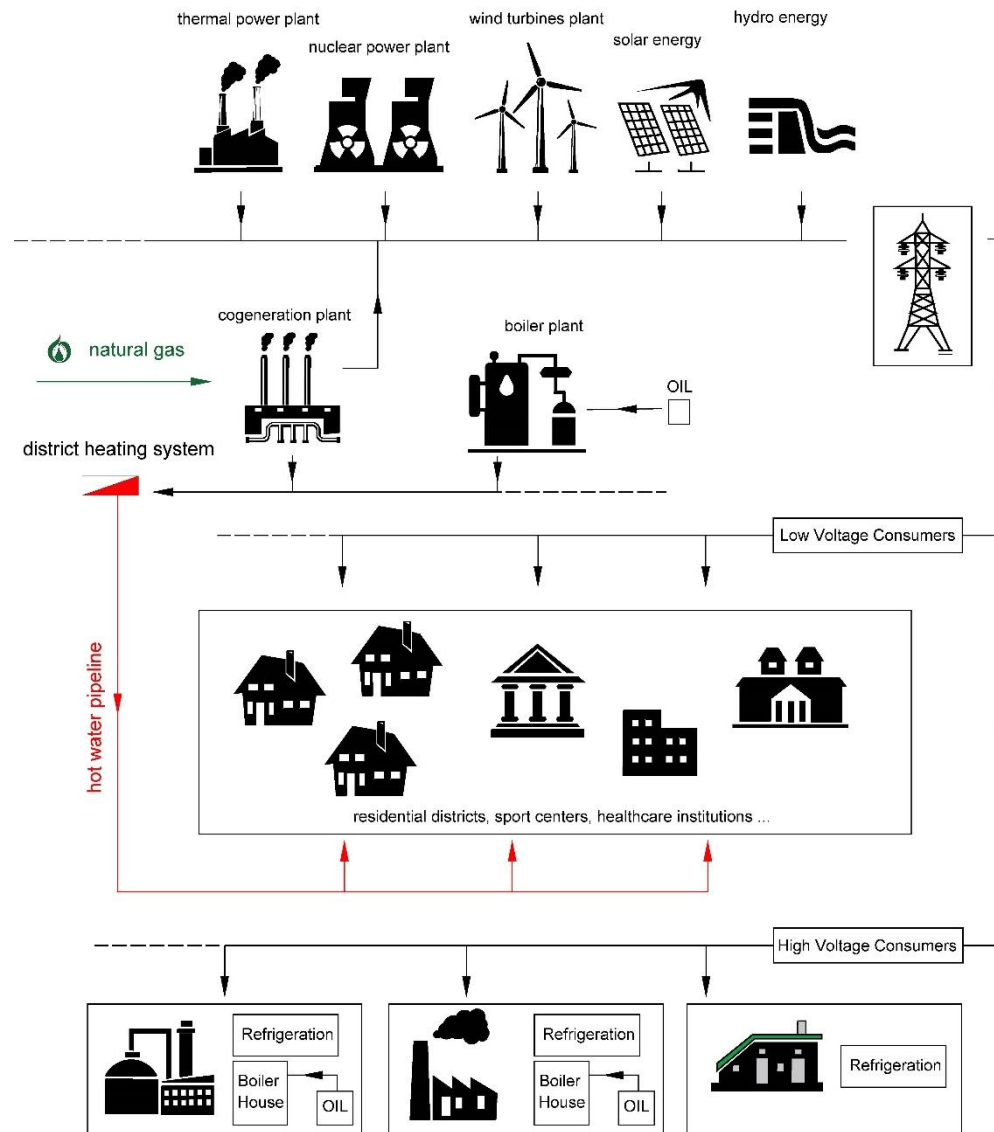 thermal power plant
nuclear power plant
wind turbines plant
solar energy
hydro energy
cogeneration plant
boiler plant
natural gas
OIL
district heating system
Low Voltage Consumers
hot water pipeline
residential districts, sport centers, healthcare institutions ...
High Voltage Consumers
Refrigeration
Boiler
House
OIL
Refrigeration
Boiler
House
OIL
Refrigeration